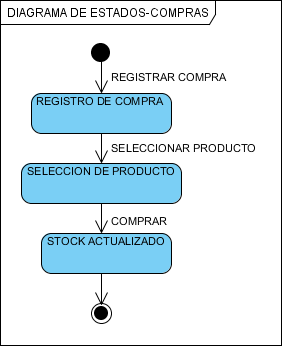 DIAGRAMA DE ESTADOS-COMPRAS
REGISTRAR COMPRA
REGISTRO DE COMPRA
SELECCIONAR PRODUCTO
SELECCION DE PRODUCTO
COMPRAR
STOCK ACTUALIZADO